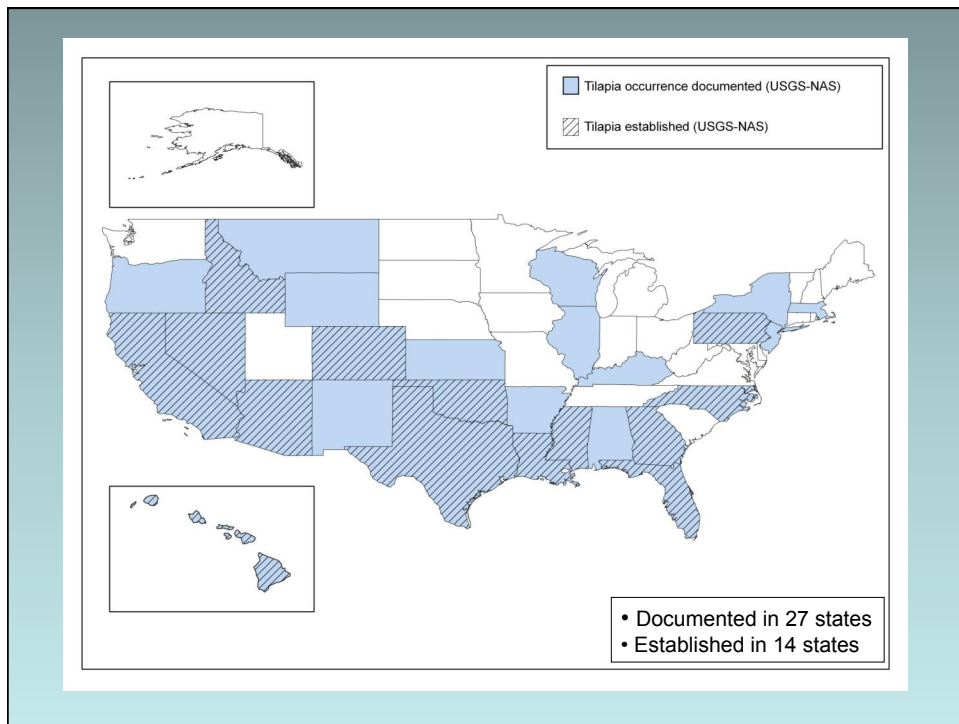 Tilapia occurrence documented (USGS-NAS)
Tilapia established (USGS-NAS)
• Documented in 27 states
• Established in 14 states